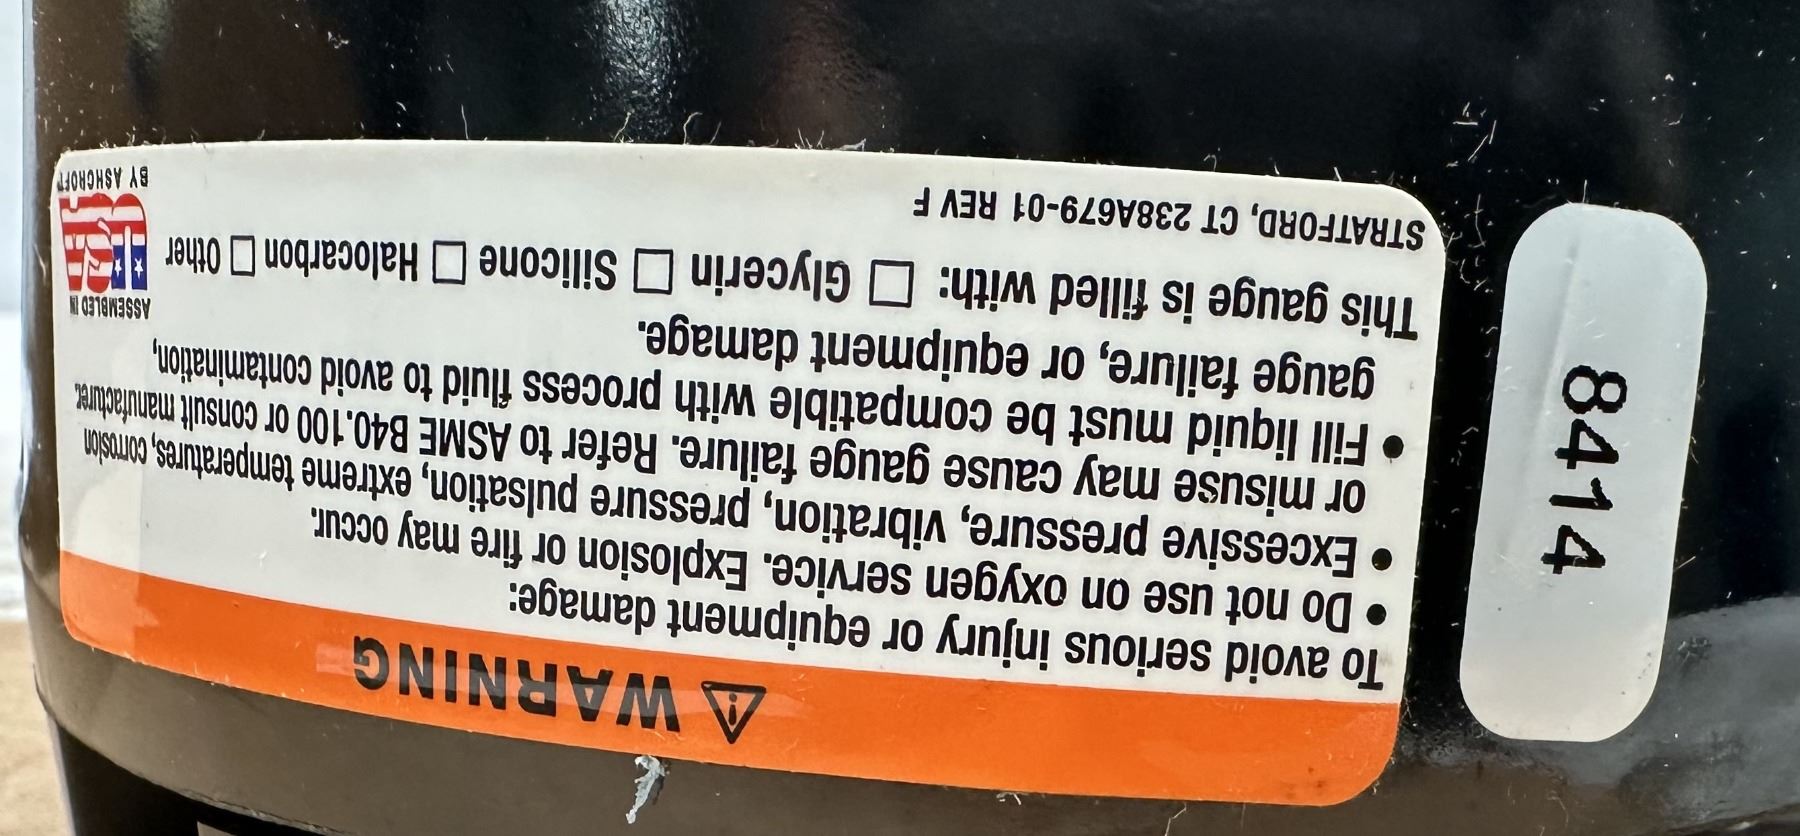 ⚠ WARNING
To avoid serious injury or equipment damage:
• Do not use on oxygen service. Explosion or fire may occur.
• Excessive pressure, vibration, pressure pulsation, extreme temperatures, corrosion
or misuse may cause gauge failure. Refer to ASME B40.100 or consult manufacturer.
• Fill liquid must be compatible with process fluid to avoid contamination,
gauge failure, or equipment damage.
This gauge is filled with: ☐ Glycerin ☐ Silicone ☐ Halocarbon ☐ Other
STRATFORD, CT 238A679-01 REV F
ASSEMBLED IN
USA
BY ASHCROFT
8414